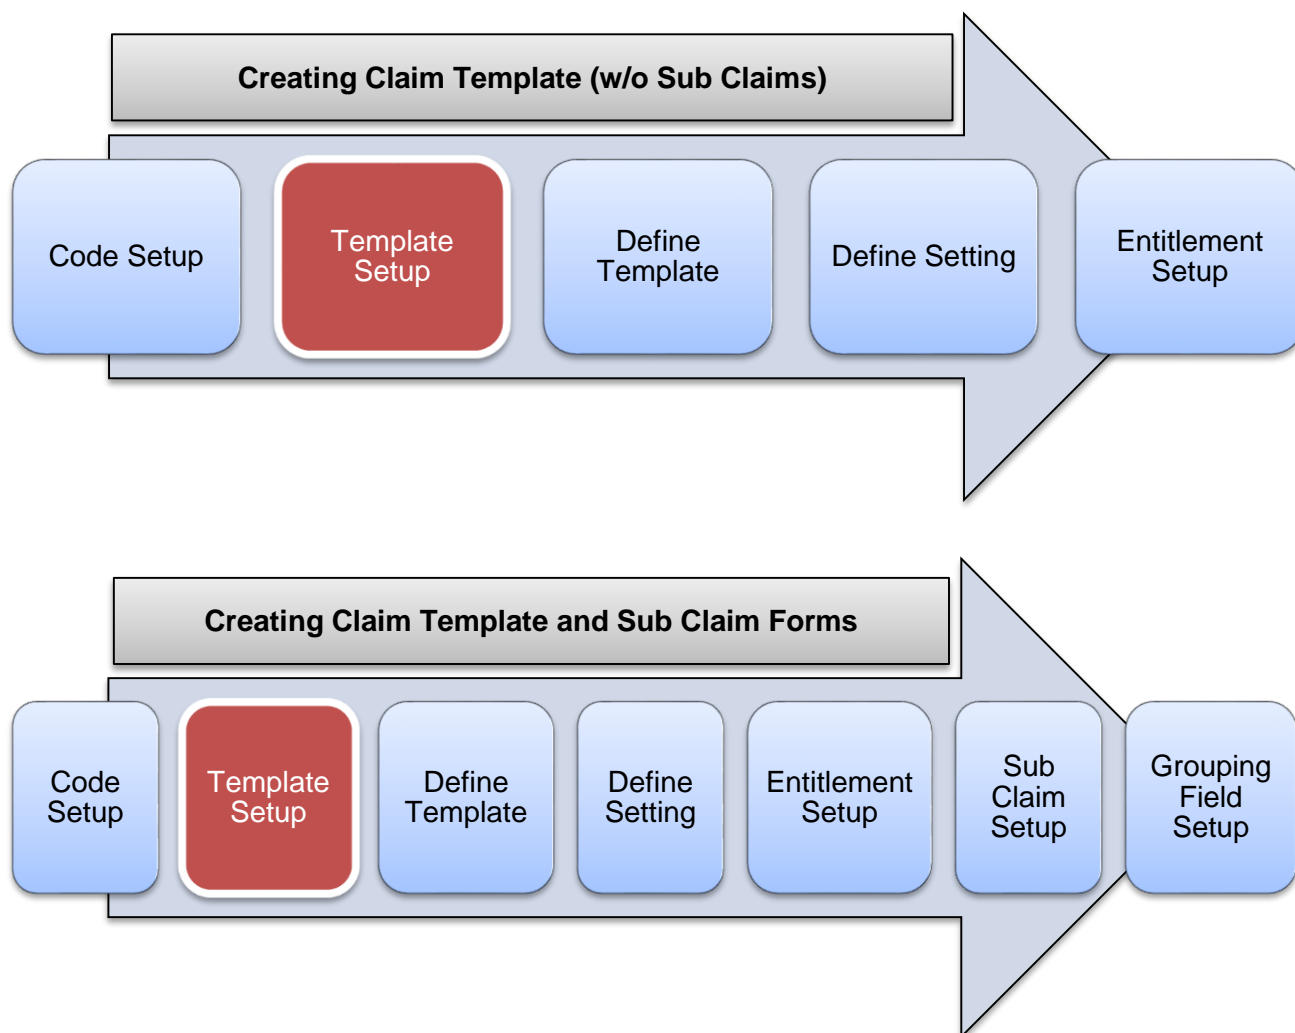 Creating Claim Template (w/o Sub Claims)
Code Setup
Template
Setup
Define
Template
Define Setting
Entitlement
Setup
Creating Claim Template and Sub Claim Forms
Code
Setup
Template
Setup
Define
Template
Define
Setting
Entitlement
Setup
Sub
Claim
Setup
Grouping
Field
Setup